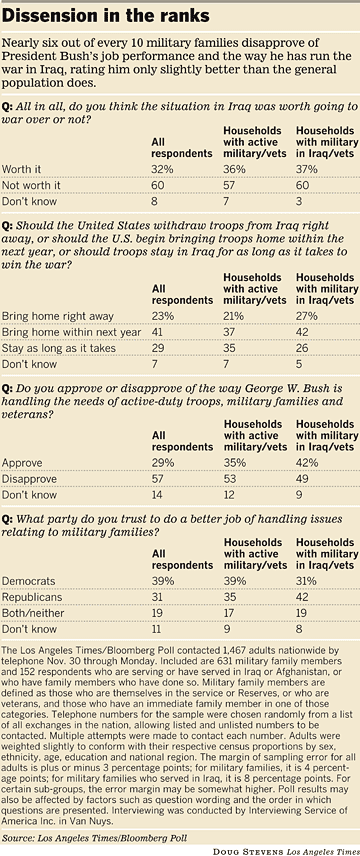 Dissension in the ranks
Nearly six out of every 10 military families disapprove of
President Bush's job performance and the way he has run the
war in Iraq, rating him only slightly better than the general
population does.
Q: All in all, do you think the situation in Iraq was worth going to
war over or not?
All respondents Households with active military/vets Households with military in Iraq/vets
Worth it 32% 36% 37%
Not worth it 60 57 60
Don't know 8 7 3
Q: Should the United States withdraw troops from Iraq right
away, or should the U.S. begin bringing troops home within the
next year, or should troops stay in Iraq for as long as it takes to
win the war?
All respondents Households with active military/vets Households with military in Iraq/vets
Bring home right away 23% 21% 27%
Bring home within next year 41 37 42
Stay as long as it takes 29 35 26
Don't know 7 7 5
Q: Do you approve or disapprove of the way George W. Bush is
handling the needs of active-duty troops, military families and
veterans?
All respondents Households with active military/vets Households with military in Iraq/vets
Approve 29% 35% 42%
Disapprove 57 53 49
Don't know 14 12 9
Q: What party do you trust to do a better job of handling issues
relating to military families?
All respondents Households with active military/vets Households with military in Iraq/vets
Democrats 39% 39% 31%
Republicans 31 35 42
Both/neither 19 17 19
Don't know 11 9 8
The Los Angeles Times/Bloomberg Poll contacted 1,467 adults nationwide by
telephone Nov. 30 through Monday. Included are 631 military family members
and 152 respondents who are serving or have served in Iraq or Afghanistan, or
who have family members who have done so. Military family members are
defined as those who are themselves in the service or Reserves, or who are
veterans, and those who have an immediate family member in one of those
categories. Telephone numbers for the sample were chosen randomly from a list
of all exchanges in the nation, allowing listed and unlisted numbers to be
contacted. Multiple attempts were made to contact each number. Adults were
weighted slightly to conform with their respective census proportions by sex,
ethnicity, age, education and national region. The margin of sampling error for all
adults is plus or minus 3 percentage points; for military families, it is 4 percent-
age points; for military families who served in Iraq, it is 8 percentage points. For
certain sub-groups, the error margin may be somewhat higher. Poll results may
also be affected by factors such as question wording and the order in which
questions are presented. Interviewing was conducted by Interviewing Service of
America Inc. in Van Nuys.
Source: Los Angeles Times/Bloomberg Poll
Doug Stevens Los Angeles Times